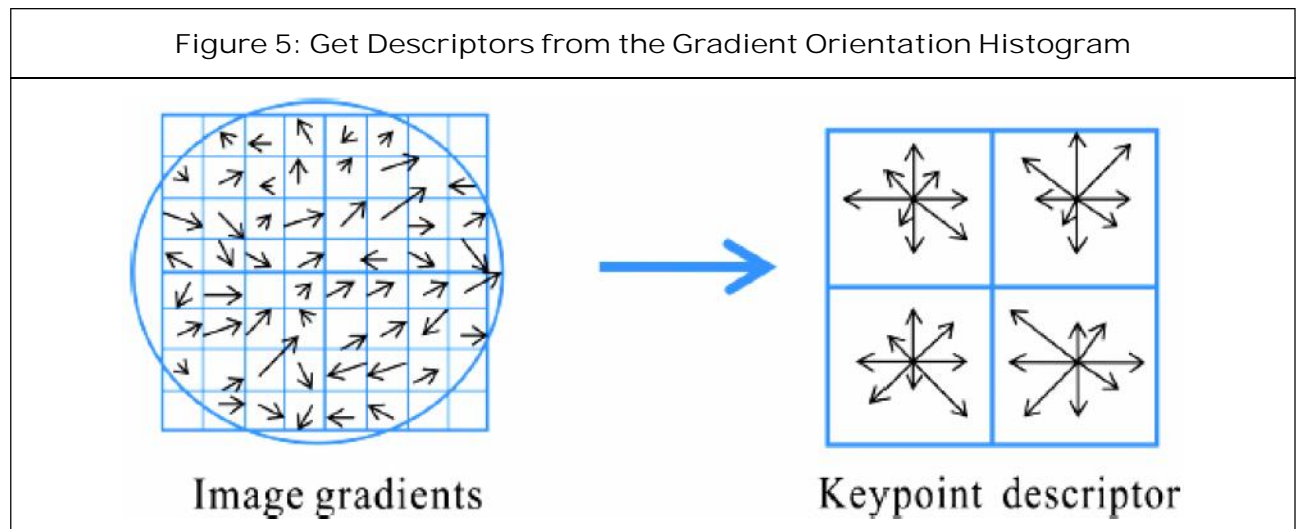 Figure 5: Get Descriptors from the Gradient Orientation Histogram
Image gradients
Keypoint descriptor